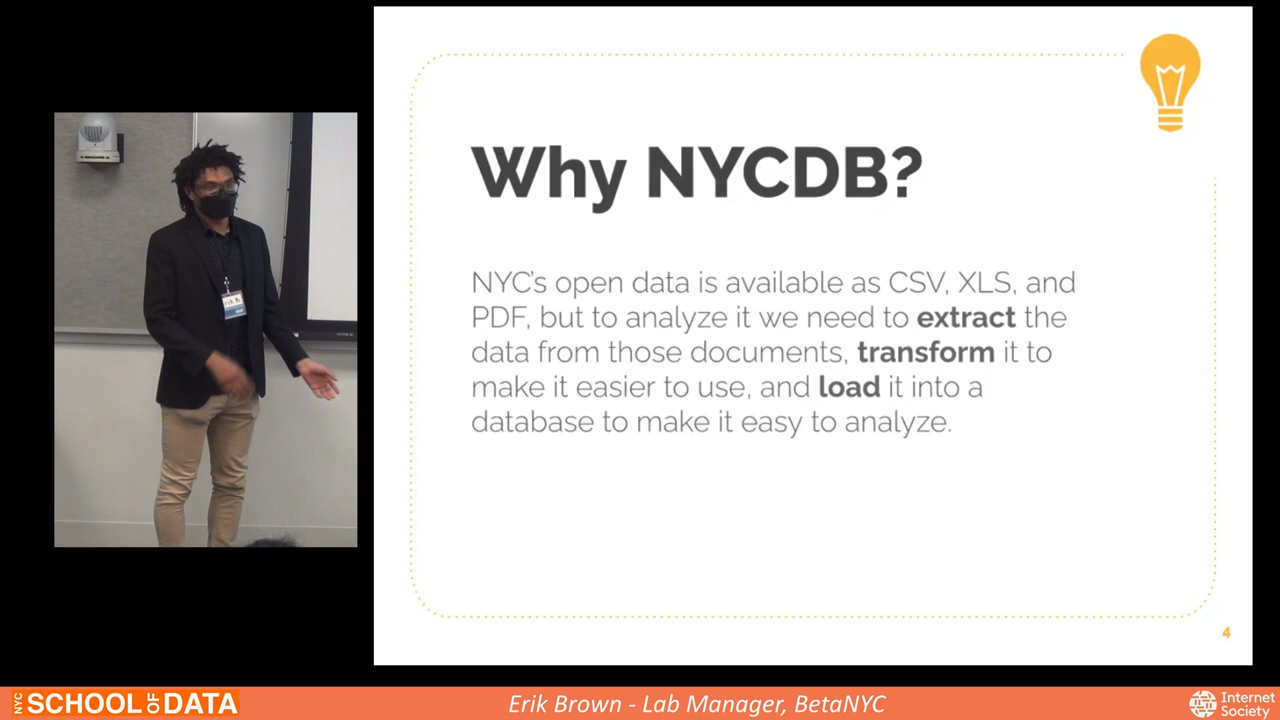 Why NYCDB?
NYC's open data is available as CSV, XLS, and
PDF, but to analyze it we need to extract the
data from those documents, transform it to
make it easier to use, and load it into a
database to make it easy to analyze.
4
NYC SCHOOL OF DATA
Erik Brown - Lab Manager, BetaNYC
Internet
Society